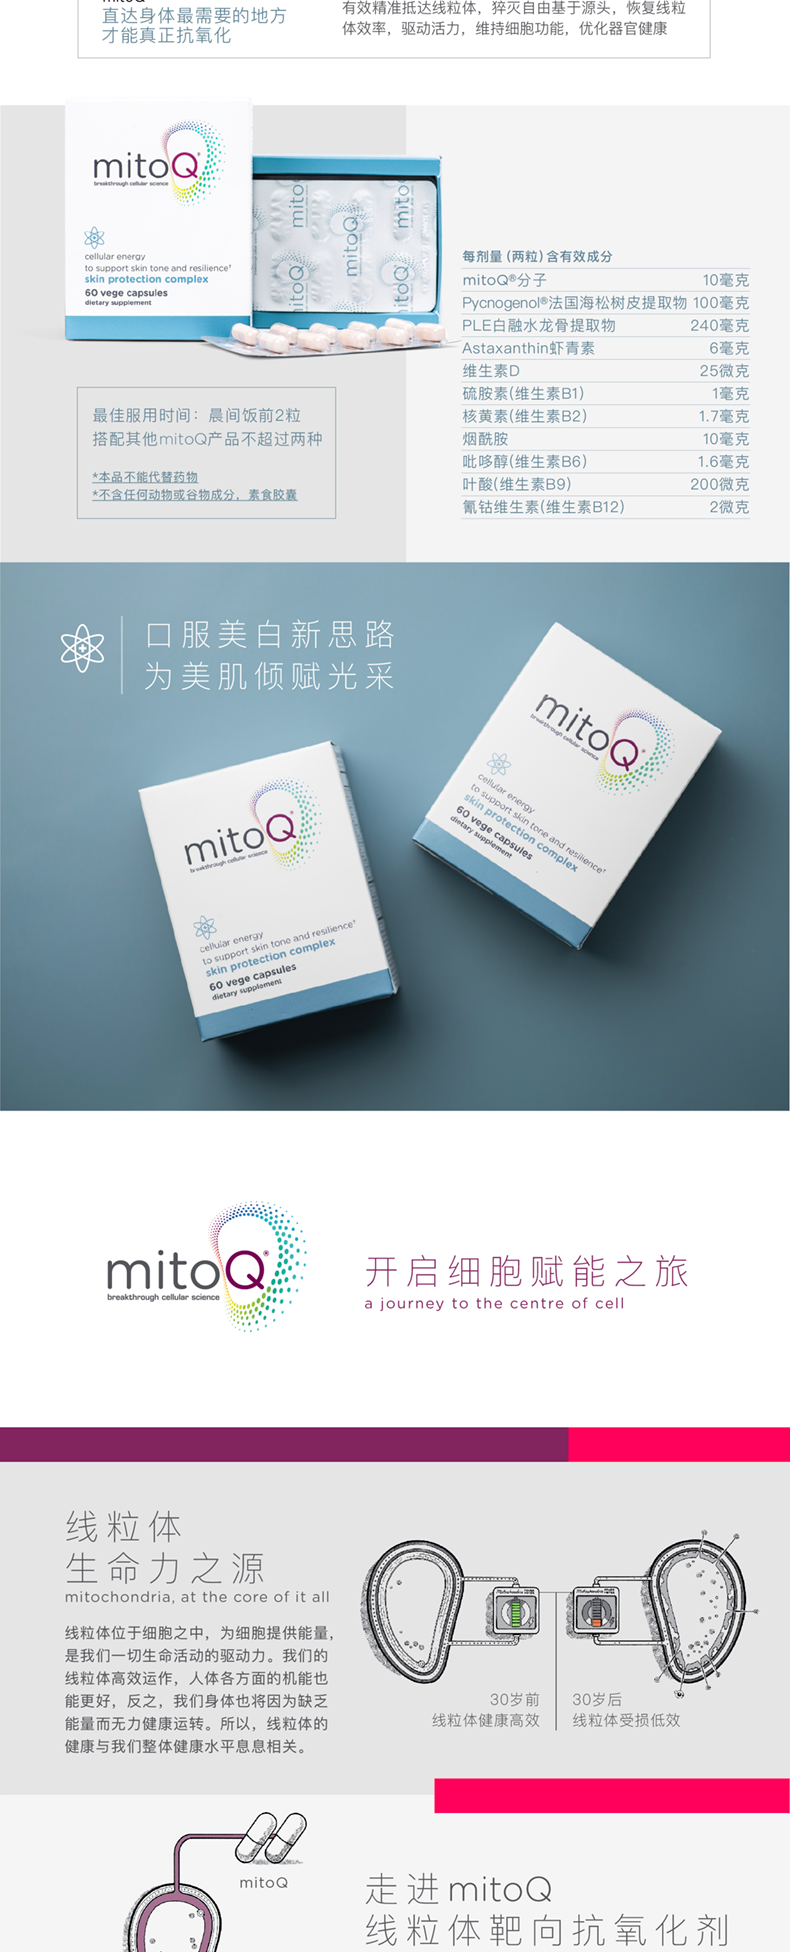 直达身体最需要的地方
才能真正抗氧化
有效精准抵达线粒体，猝灭自由基于源头，恢复线粒
体效率，驱动活力，维持细胞功能，优化器官健康
mitoQ
breakthrough cellular science
cellular energy
to support skin tone and resilience†
skin protection complex
60 vege capsules
dietary supplement
mitoQ
mitoQ
mitoQ
每剂量 (两粒) 含有效成分
mitoQ®分子 10毫克
Pycnogenol®法国海松树皮提取物 100毫克
PLE白融水龙骨提取物 240毫克
Astaxanthin虾青素 6毫克
维生素D 25微克
硫胺素(维生素B1) 1毫克
核黄素(维生素B2) 1.7毫克
烟酰胺 10毫克
吡哆醇(维生素B6) 1.6毫克
叶酸(维生素B9) 200微克
氰钴维生素(维生素B12) 2微克
最佳服用时间：晨间饭前2粒
搭配其他mitoQ产品不超过两种
*本品不能代替药物
*不含任何动物或谷物成分，素食胶囊
口服美白新思路
为美肌倾赋光采
mitoQ
breakthrough cellular science
cellular energy
to support skin tone and resilience†
skin protection complex
60 vege capsules
dietary supplement
mitoQ
breakthrough cellular science
cellular energy
to support skin tone and resilience†
skin protection complex
60 vege capsules
dietary supplement
mitoQ®
breakthrough cellular science
开启细胞赋能之旅
a journey to the centre of cell
线粒体
生命力之源
mitochondria, at the core of it all
线粒体位于细胞之中，为细胞提供能量，
是我们一切生命活动的驱动力。我们的
线粒体高效运作，人体各方面的机能也
能更好，反之，我们身体也将因为缺乏
能量而无力健康运转。所以，线粒体的
健康与我们整体健康水平息息相关。
Mitochondria
Mitochondria
30岁前
线粒体健康高效
30岁后
线粒体受损低效
mitoQ
走进mitoQ
线粒体靶向抗氧化剂